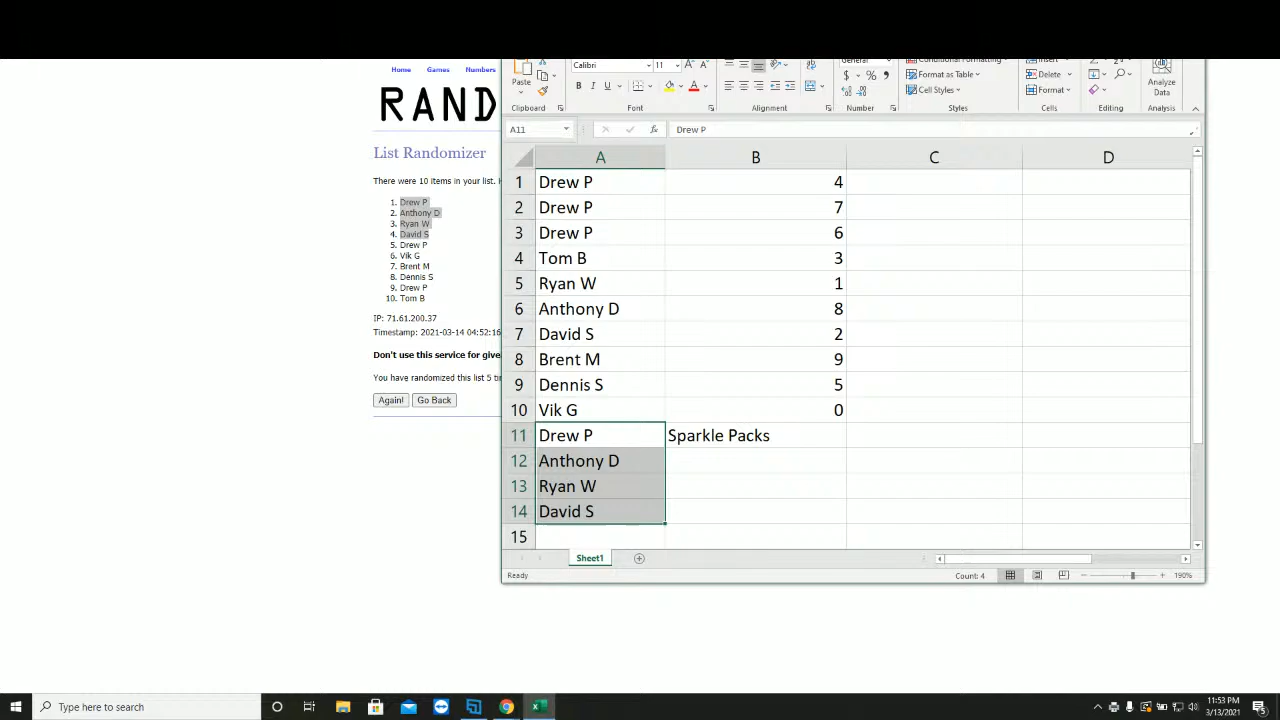 Home Games Numbers
RAND
List Randomizer
There were 10 items in your list.
1. Drew P
2. Anthony D
3. Ryan W
4. David S
5. Drew P
6. Vik G
7. Brent M
8. Dennis S
9. Drew P
10. Tom B
IP: 71.61.200.37
Timestamp: 2021-03-14 04:52:16
Don't use this service for give
You have randomized this list 5 ti
Again! Go Back
Paste
Calibri 11
B I U
General
$ % ,
Conditional Formatting
Format as Table
Cell Styles
Insert
Delete
Format
Analyze
Data
Clipboard Font Alignment Number Styles Cells Editing Analysis
A11 fx Drew P
A B C D
1 Drew P 4
2 Drew P 7
3 Drew P 6
4 Tom B 3
5 Ryan W 1
6 Anthony D 8
7 David S 2
8 Brent M 9
9 Dennis S 5
10 Vik G 0
11 Drew P Sparkle Packs
12 Anthony D
13 Ryan W
14 David S
15
Sheet1
Ready Count: 4 190%
Type here to search
11:53 PM
3/13/2021
5